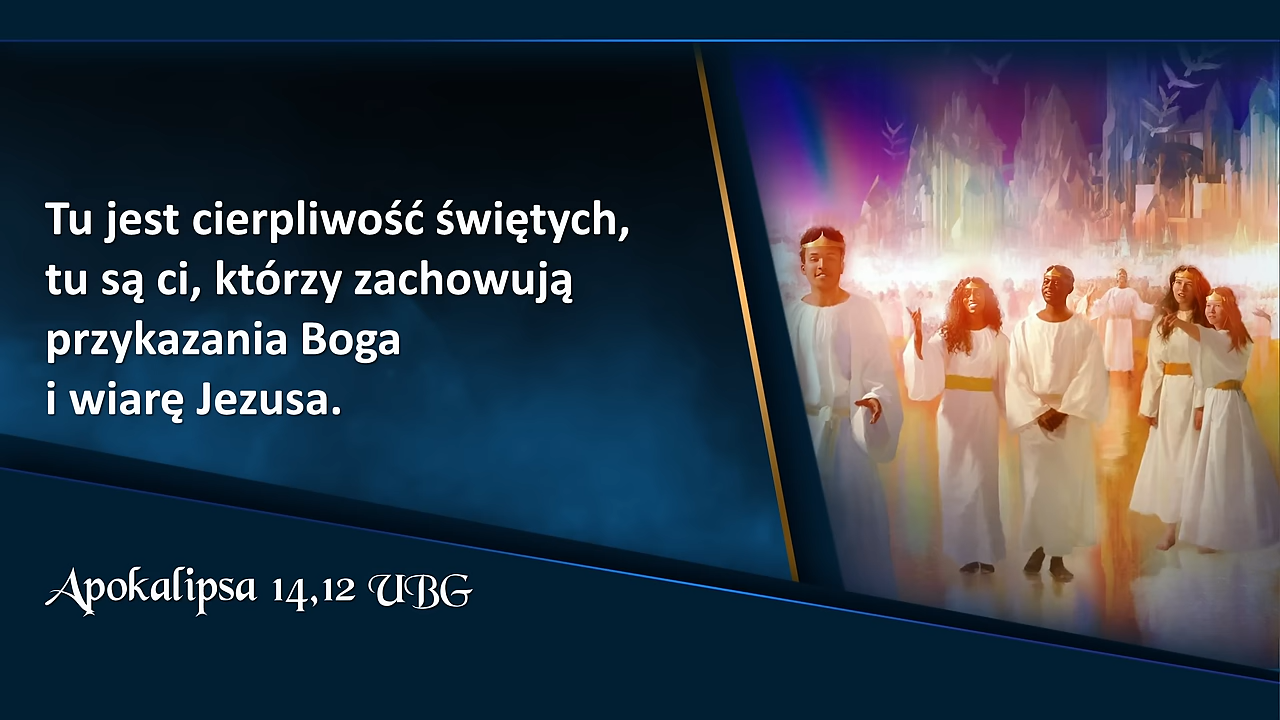 Tu jest cierpliwość świętych,
tu są ci, którzy zachowują
przykazania Boga
i wiarę Jezusa.
Apokalipsa 14,12 UBG